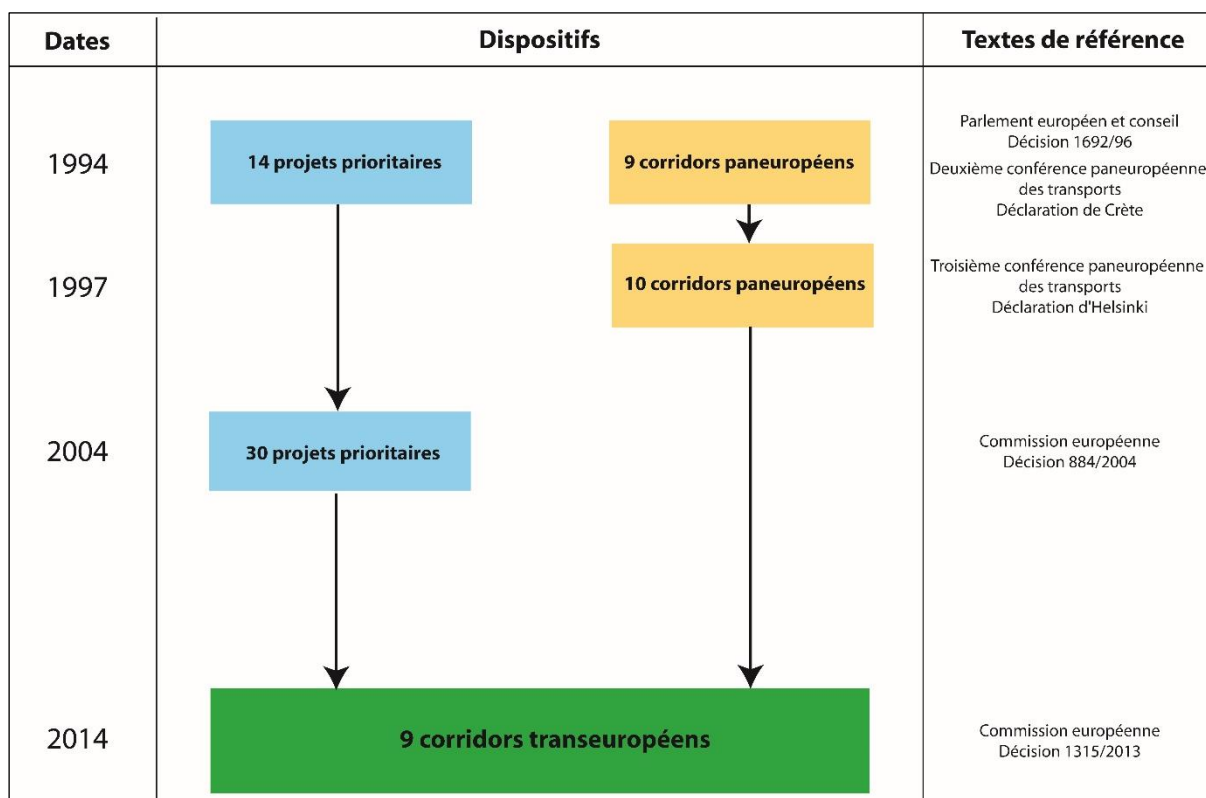 Dates
Dispositifs
Textes de référence
1994
14 projets prioritaires
9 corridors paneuropéens
Parlement européen et conseil
Décision 1692/96
Deuxième conférence paneuropéenne
des transports
Déclaration de Crète
1997
10 corridors paneuropéens
Troisième conférence paneuropéenne
des transports
Déclaration d'Helsinki
2004
30 projets prioritaires
Commission européenne
Décision 884/2004
2014
9 corridors transeuropéens
Commission européenne
Décision 1315/2013